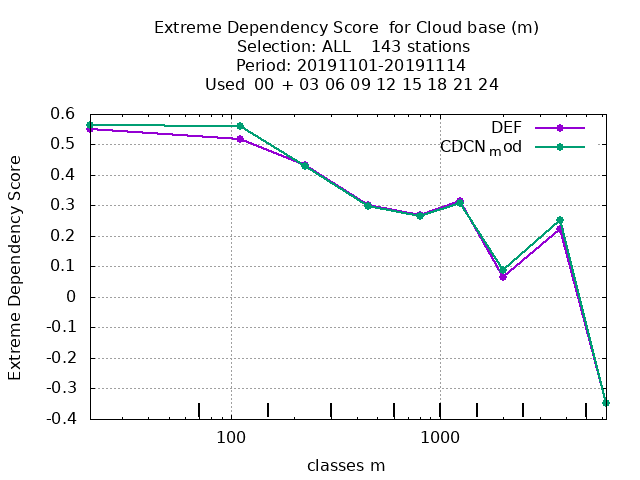 Extreme Dependency Score  for Cloud base (m)
Selection: ALL    143 stations
Period: 20191101-20191114
Used  00  + 03 06 09 12 15 18 21 24
DEF
CDCN_mod
Extreme Dependency Score
0.6
0.5
0.4
0.3
0.2
0.1
0
-0.1
-0.2
-0.3
-0.4
100
1000
classes m